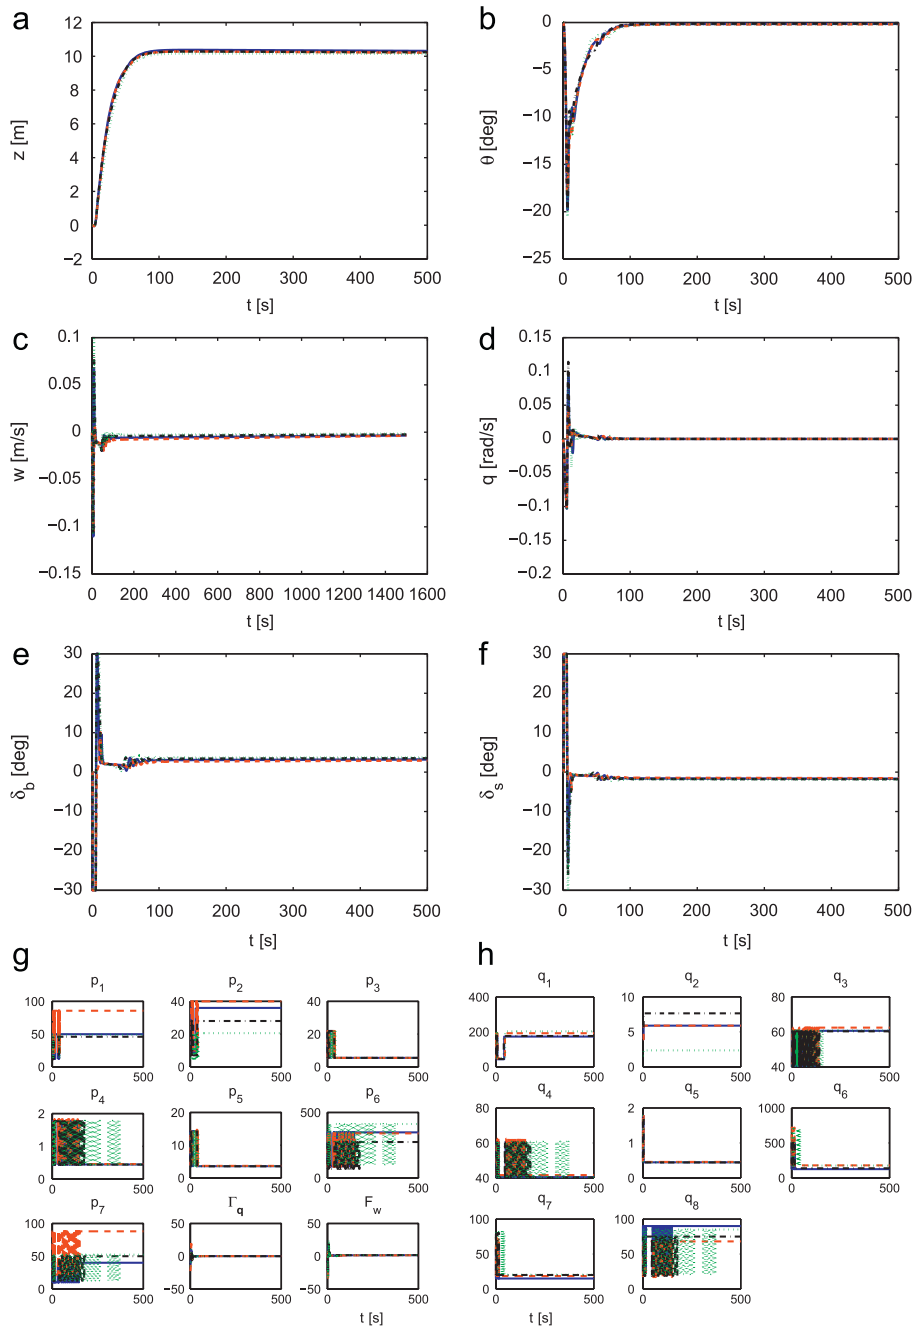 a
12
10
8
6
4
2
0
−2
z [m]
0 100 200 300 400 500
t [s]
b
0
−5
−10
−15
−20
−25
θ [deg]
0 100 200 300 400 500
t [s]
c
0.1
0.05
0
−0.05
−0.1
−0.15
w [m/s]
0 200 400 600 800 1000 1200 1400 1600
t [s]
d
0.15
0.1
0.05
0
−0.05
−0.1
−0.15
−0.2
q [rad/s]
0 100 200 300 400 500
t [s]
e
30
20
10
0
−10
−20
−30
δb [deg]
0 100 200 300 400 500
t [s]
f
30
20
10
0
−10
−20
−30
δs [deg]
0 100 200 300 400 500
t [s]
g
p1
100
50
0
0 500
p2
40
20
0
0 500
p3
40
20
0
0 500
p4
2
1
0
0 500
p5
20
10
0
0 500
p6
500
0
0 500
p7
100
50
0
0 500
Γq
50
0
−50
0 500
Fw
50
0
−50
0 500
t [s]
h
q1
400
200
0
0 500
q2
10
5
0
0 500
q3
80
60
40
0 500
q4
80
60
40
0 500
q5
2
1
0
0 500
q6
1000
500
0
0 500
q7
100
50
0
0 500
t [s]
q8
100
50
0
0 500